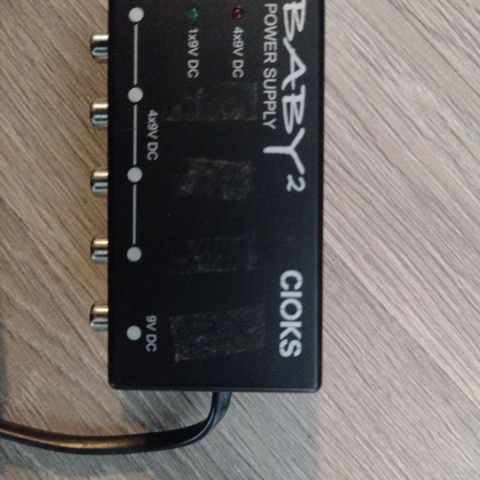 BABY²
POWER SUPPLY
CIOKS
4x9V DC
1x9V DC
4x9V DC
9V DC